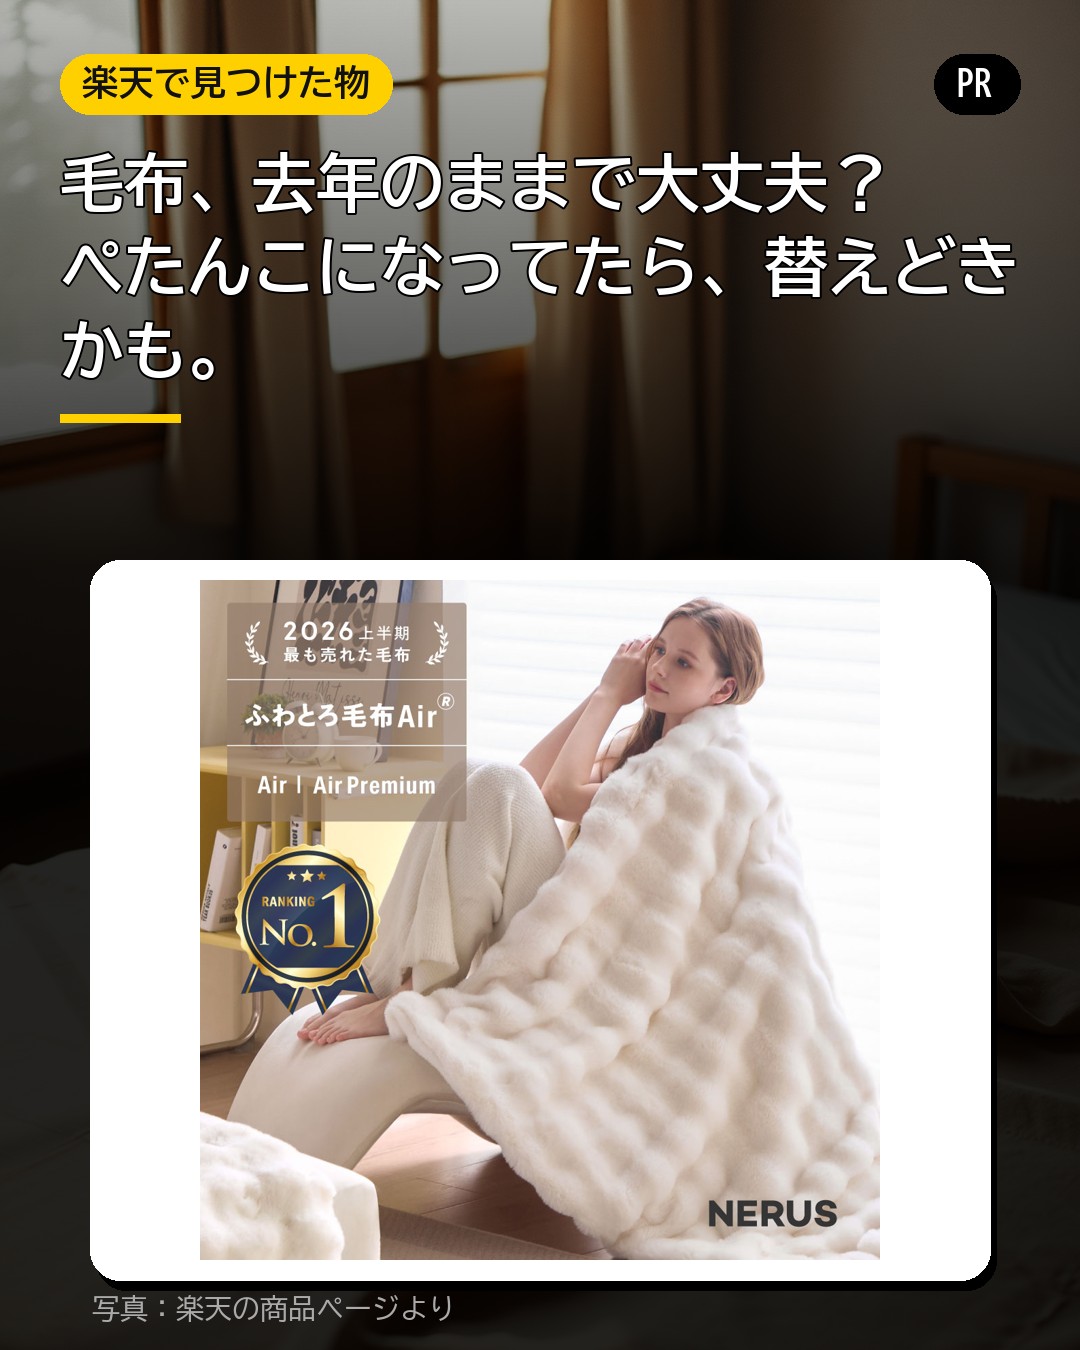 楽天で見つけた物
PR
毛布、去年のままで大丈夫？
ぺたんこになってたら、替えどき
かも。
2026上半期
最も売れた毛布
ふわとろ毛布Air®
Air | Air Premium
RANKING
No.1
NERUS
写真：楽天の商品ページより